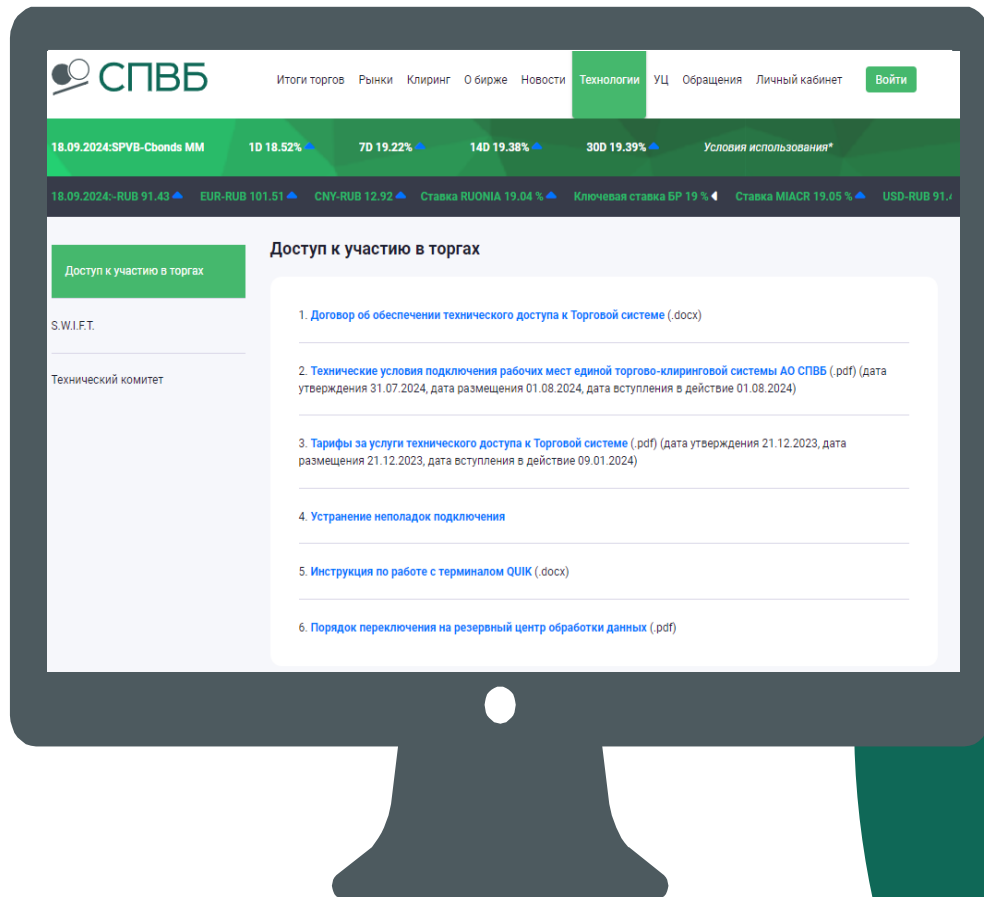 СПВБ
Итоги торгов Рынки Клиринг О бирже Новости Технологии УЦ Обращения Личный кабинет Войти
18.09.2024:SPVB-Cbonds MM 1D 18.52% 7D 19.22% 14D 19.38% 30D 19.39% Условия использования*
18.09.2024:-RUB 91.43 EUR-RUB 101.51 CNY-RUB 12.92 Ставка RUONIA 19.04 % Ключевая ставка БР 19 % Ставка MIACR 19.05 % USD-RUB 91.
Доступ к участию в торгах
Доступ к участию в торгах
S.W.I.F.T.
Технический комитет
1. Договор об обеспечении технического доступа к Торговой системе (.docx)
2. Технические условия подключения рабочих мест единой торгово-клиринговой системы АО СПВБ (.pdf) (дата
утверждения 31.07.2024, дата размещения 01.08.2024, дата вступления в действие 01.08.2024)
3. Тарифы за услуги технического доступа к Торговой системе (.pdf) (дата утверждения 21.12.2023, дата
размещения 21.12.2023, дата вступления в действие 09.01.2024)
4. Устранение неполадок подключения
5. Инструкция по работе с терминалом QUIK (.docx)
6. Порядок переключения на резервный центр обработки данных (.pdf)